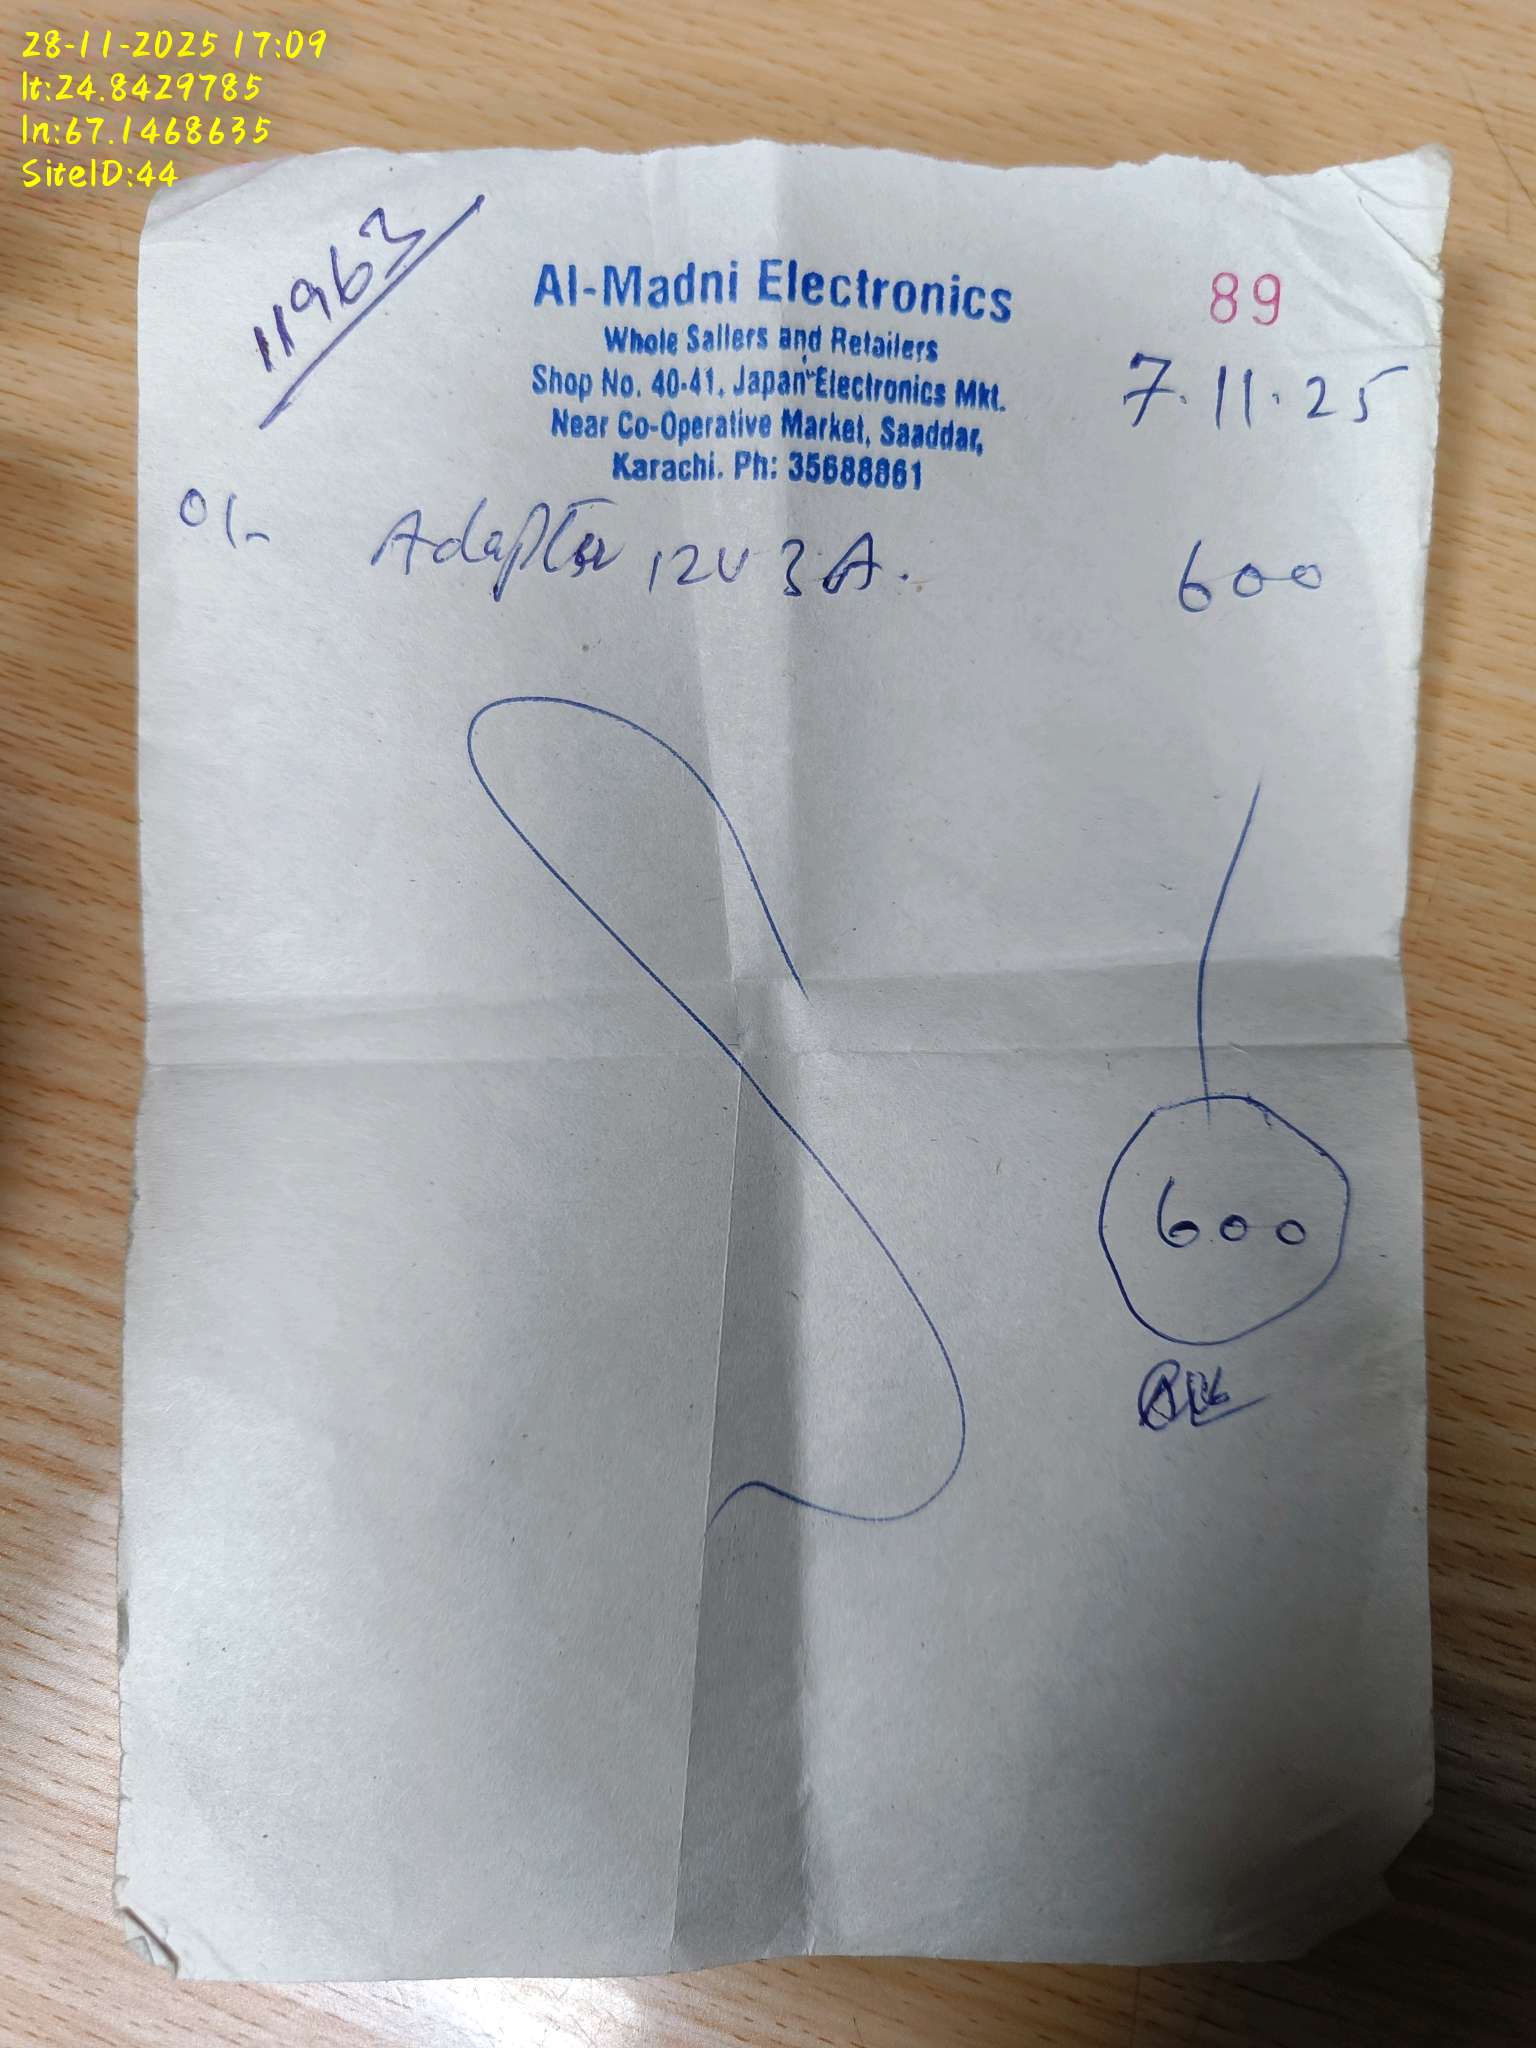 28-11-2025 17:09
lt:24.8429785
ln:67.1468635
SiteID:44
11963
Al-Madni Electronics
Whole Sallers and Retailers
Shop No. 40-41, Japan Electronics Mkt.
Near Co-Operative Market, Saaddar,
Karachi. Ph: 35688861
89
7.11.25
01- Adapter 12V 3A. 600
600